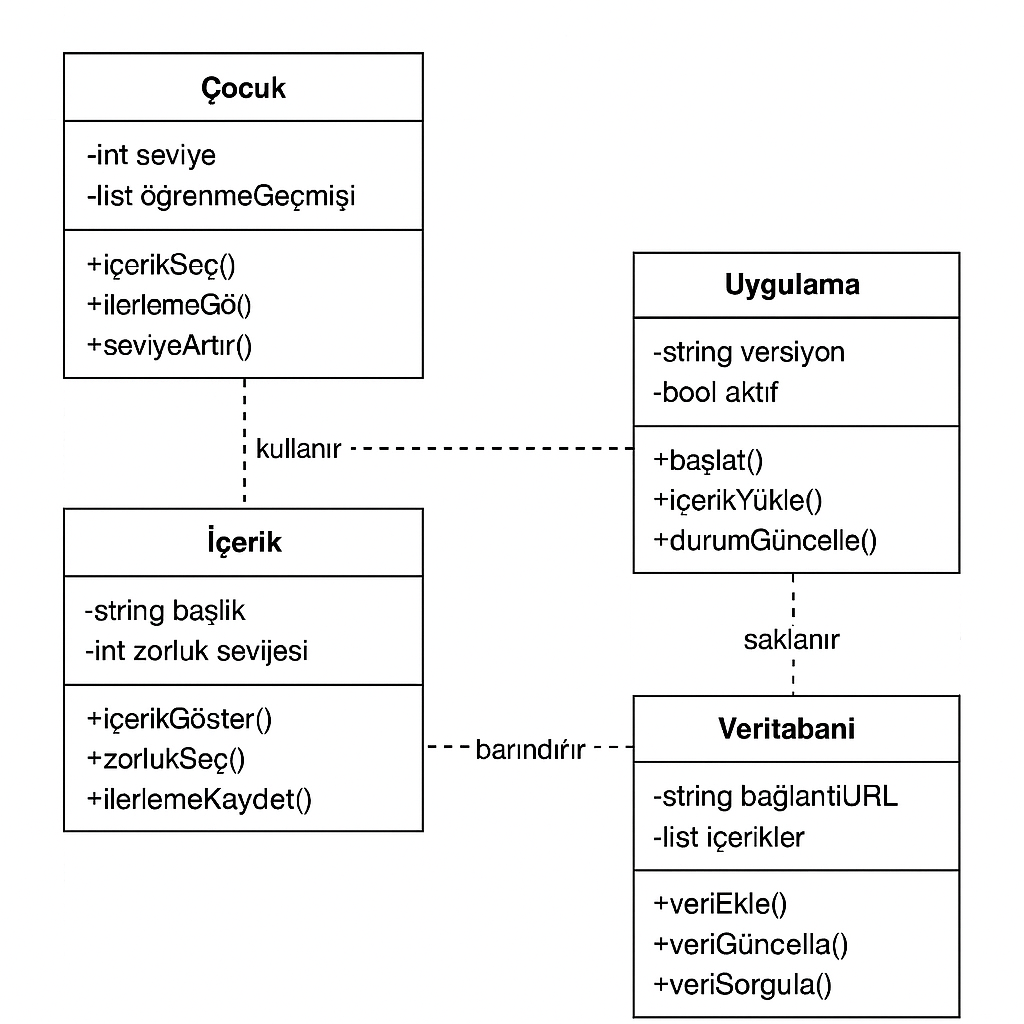 Çocuk
-int seviye
-list öğrenmeGeçmişi
+içerikSeç()
+ilerlemeGö()
+seviyeArtır()
kullanır
Uygulama
-string versiyon
-bool aktıf
+başlat()
+içerikYükle()
+durumGüncelle()
saklanır
İçerik
-string başlik
-int zorluk sevijesi
+içerikGöster()
+zorlukSeç()
+ilerlemeKaydet()
barındıŕır
Veritabani
-string bağlantiURL
-list içerikler
+veriEkle()
+veriGüncella()
+veriSorgula()